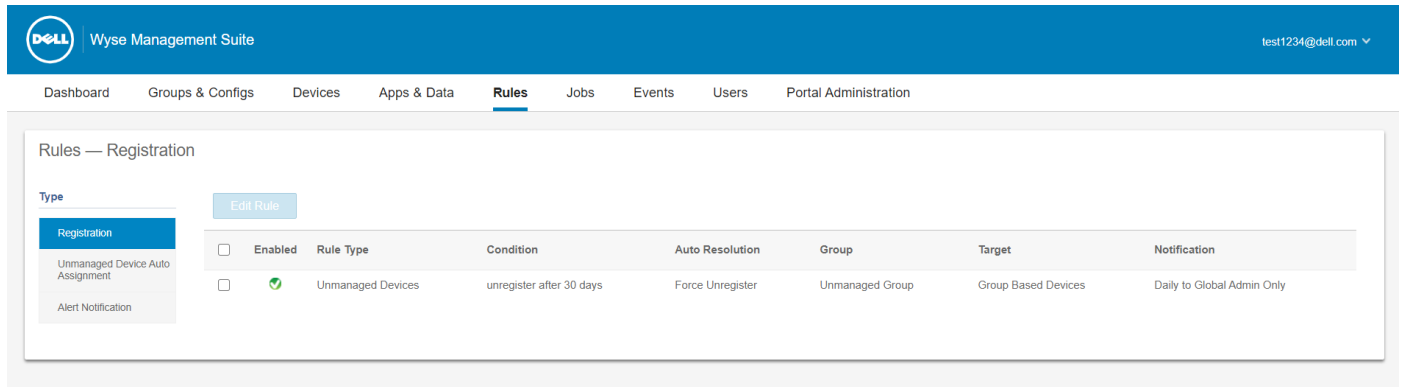 DELL Wyse Management Suite test1234@dell.com
Dashboard Groups & Configs Devices Apps & Data Rules Jobs Events Users Portal Administration
Rules — Registration
Type
Edit Rule
Registration
Enabled Rule Type Condition Auto Resolution Group Target Notification
Unmanaged Device Auto
Assignment
Unmanaged Devices unregister after 30 days Force Unregister Unmanaged Group Group Based Devices Daily to Global Admin Only
Alert Notification